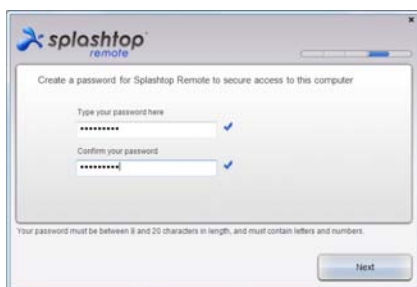 splashtop
remote
Create a password for Splashtop Remote to secure access to this computer
Type your password here
•••••••••
Confirm your password
•••••••••
Your password must be between 8 and 20 characters in length, and must contain letters and numbers.
Next